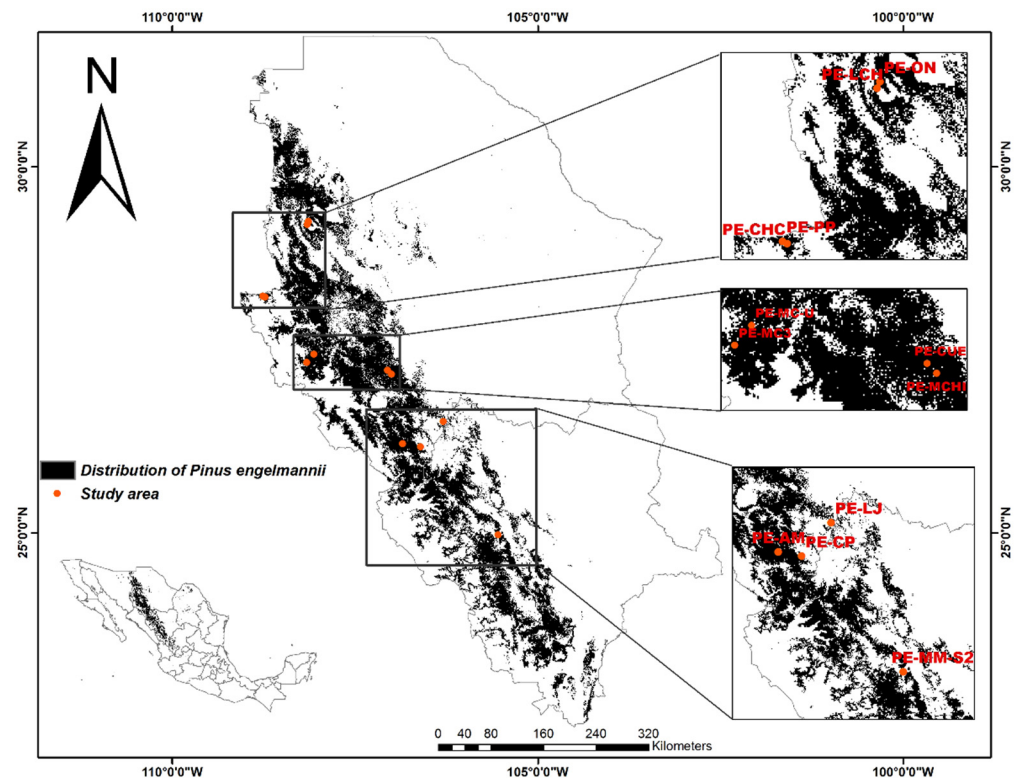 110°0'0"W 105°0'0"W 100°0'0"W
N
30°0'0"N
30°0'0"N
PE-LCH PE-ON
PE-CHC PE-PP
PE-MC-U
PE-MCJ
PE-CUE
PE-MCHI
Distribution of Pinus engelmannii
Study area
PE-LJ
PE-AM PE-CP
25°0'0"N
25°0'0"N
PE-MM-S2
0 40 80 160 240 320
Kilometers
110°0'0"W 105°0'0"W 100°0'0"W